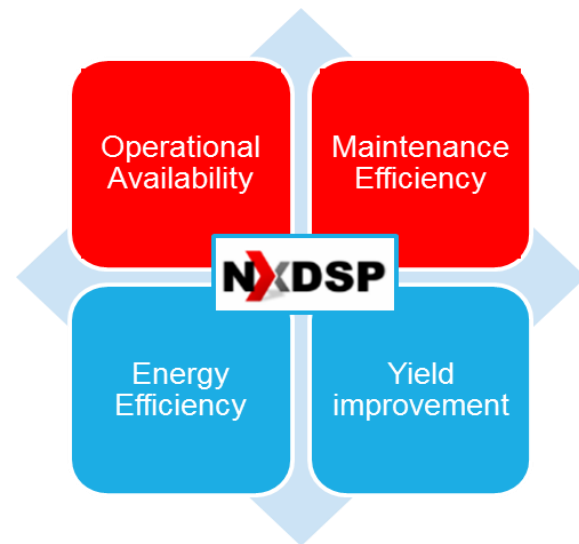 Operational
Availability
Maintenance
Efficiency
NXDSP
Energy
Efficiency
Yield
improvement